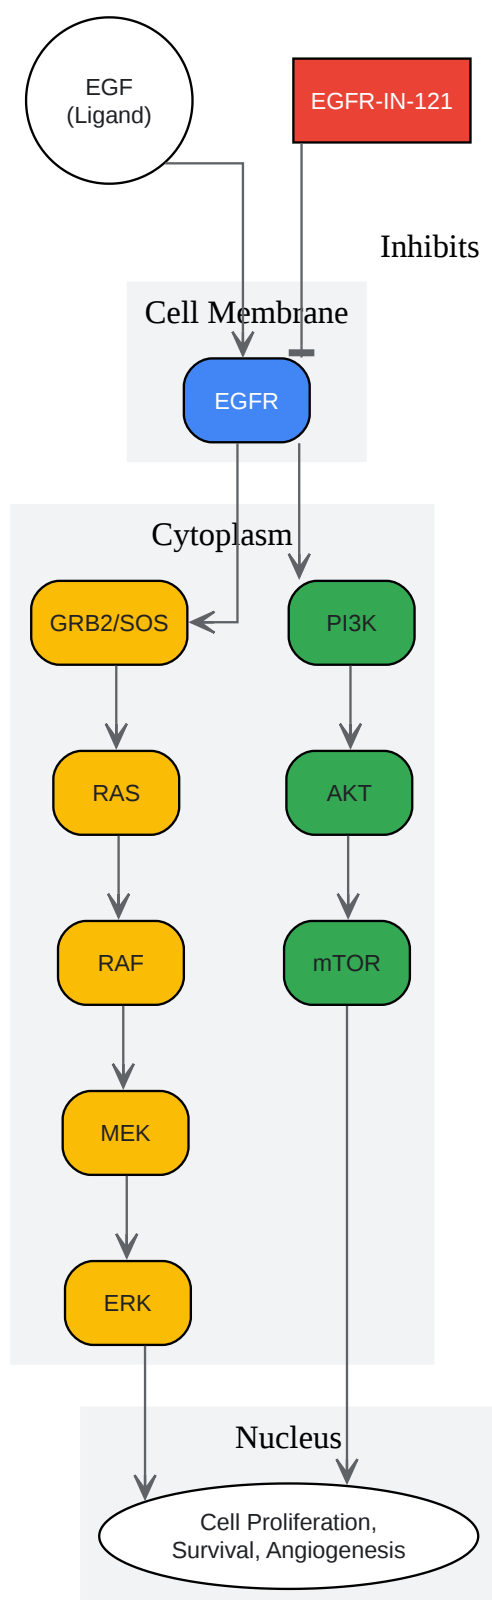 EGF
(Ligand)
EGFR-IN-121
Inhibits
Cell Membrane
EGFR
Cytoplasm
GRB2/SOS
PI3K
RAS
AKT
RAF
mTOR
MEK
ERK
Nucleus
Cell Proliferation,
Survival, Angiogenesis